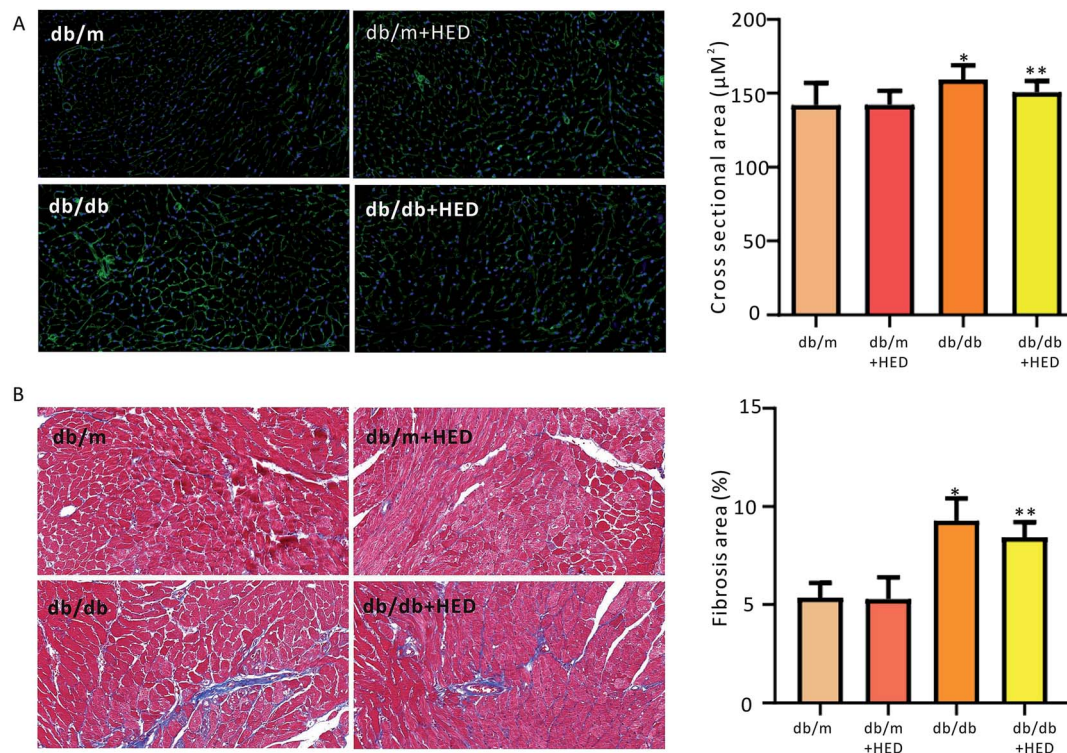 A
db/m
db/m+HED
db/db
db/db+HED
Cross sectional area (μM²)
200
150
100
50
0
*
**
db/m
db/m
+HED
db/db
db/db
+HED
B
db/m
db/m+HED
db/db
db/db+HED
Fibrosis area (%)
15
10
5
0
*
**
db/m
db/m
+HED
db/db
db/db
+HED